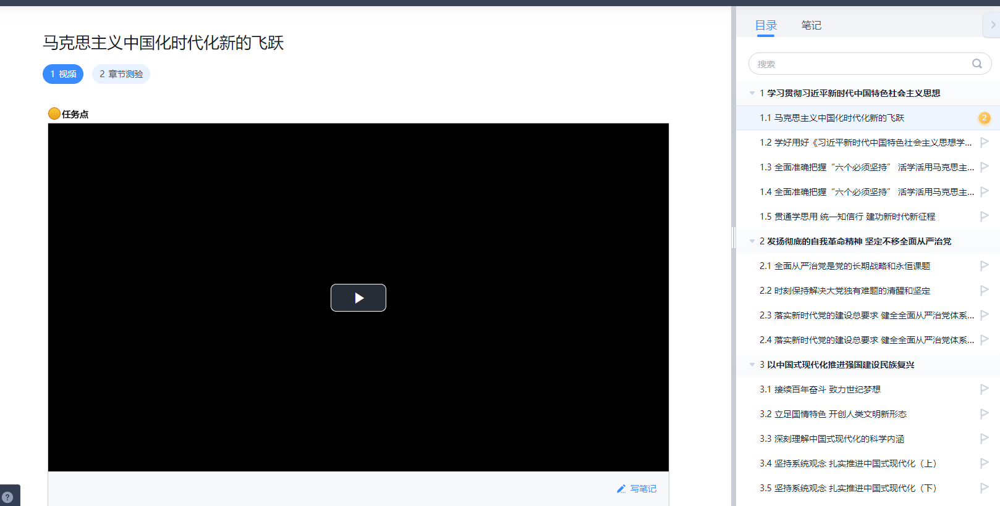 马克思主义中国化时代化新的飞跃
1 视频
2 章节测验
任务点
写笔记
目录
笔记
搜索
1 学习贯彻习近平新时代中国特色社会主义思想
1.1 马克思主义中国化时代化新的飞跃
2
1.2 学好用好《习近平新时代中国特色社会主义思想学...
1.3 全面准确把握“六个必须坚持” 活学活用马克思主...
1.4 全面准确把握“六个必须坚持” 活学活用马克思主...
1.5 贯通学思用 统一知信行 建功新时代新征程
2 发扬彻底的自我革命精神 坚定不移全面从严治党
2.1 全面从严治党是党的长期战略和永恒课题
2.2 时刻保持解决大党独有难题的清醒和坚定
2.3 落实新时代党的建设总要求 健全全面从严治党体系...
2.4 落实新时代党的建设总要求 健全全面从严治党体系...
3 以中国式现代化推进强国建设民族复兴
3.1 接续百年奋斗 致力世纪梦想
3.2 立足国情特色 开创人类文明新形态
3.3 深刻理解中国式现代化的科学内涵
3.4 坚持系统观念 扎实推进中国式现代化（上）
3.5 坚持系统观念 扎实推进中国式现代化（下）